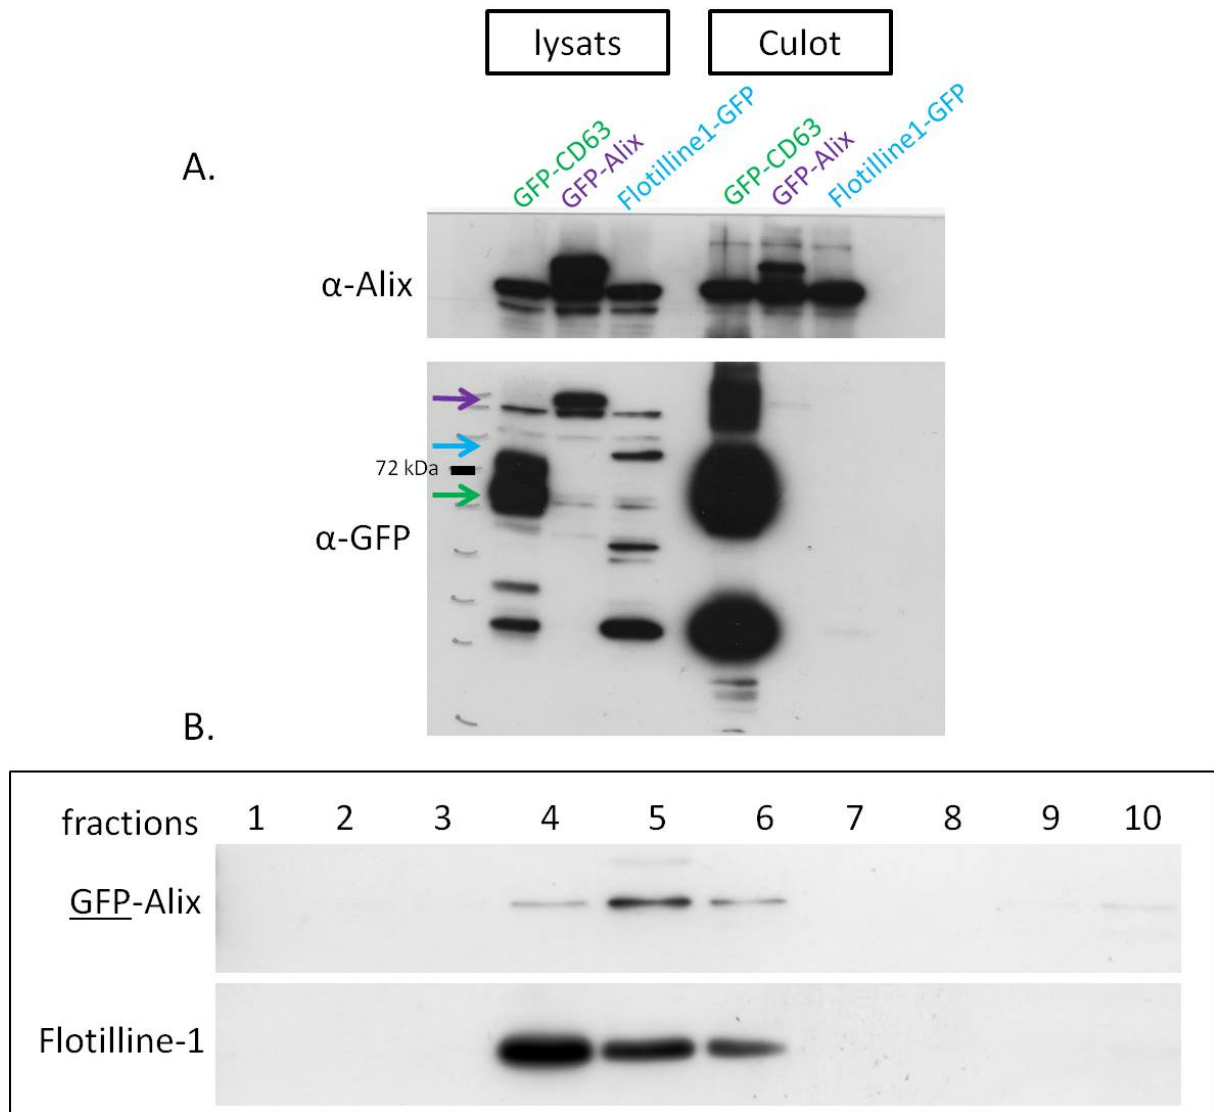 lysats Culot
GFP-CD63 GFP-Alix Flotilline1-GFP GFP-CD63 GFP-Alix Flotilline1-GFP
A.
α-Alix
72 kDa
α-GFP
B.
fractions 1 2 3 4 5 6 7 8 9 10
GFP-Alix
Flotilline-1